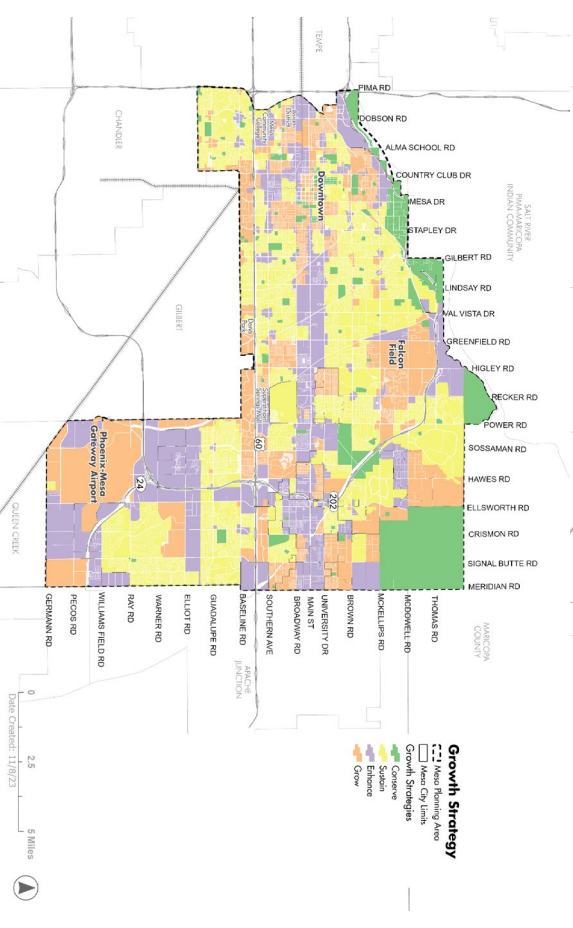 TEMPE
PIMA RD
DOBSON RD
ALMA SCHOOL RD
COUNTRY CLUB DR
MESA DR
STAPLEY DR
GILBERT RD
LINDSAY RD
VAL VISTA DR
GREENFIELD RD
HIGLEY RD
RECKER RD
POWER RD
SOSSAMAN RD
HAWES RD
ELLSWORTH RD
CRISMON RD
SIGNAL BUTTE RD
MERIDIAN RD
SALT RIVER
PIMA-MARICOPA
INDIAN COMMUNITY
MARICOPA
COUNTY
CHANDLER
GILBERT
QUEEN CREEK
APACHE
JUNCTION
Downtown
Falcon
Field
Phoenix-Mesa
Gateway Airport
60
202
24
THOMAS RD
MCDOWELL RD
MCKELLIPS RD
BROWN RD
UNIVERSITY DR
MAIN ST
BROADWAY RD
SOUTHERN AVE
BASELINE RD
GUADALUPE RD
ELLIOT RD
WARNER RD
RAY RD
WILLIAMS FIELD RD
PECOS RD
GERMANN RD
Growth Strategy
Mesa Planning Area
Mesa City Limits
Growth Strategies
Conserve
Sustain
Enhance
Grow
0 2.5 5 Miles
Date Created: 11/8/23